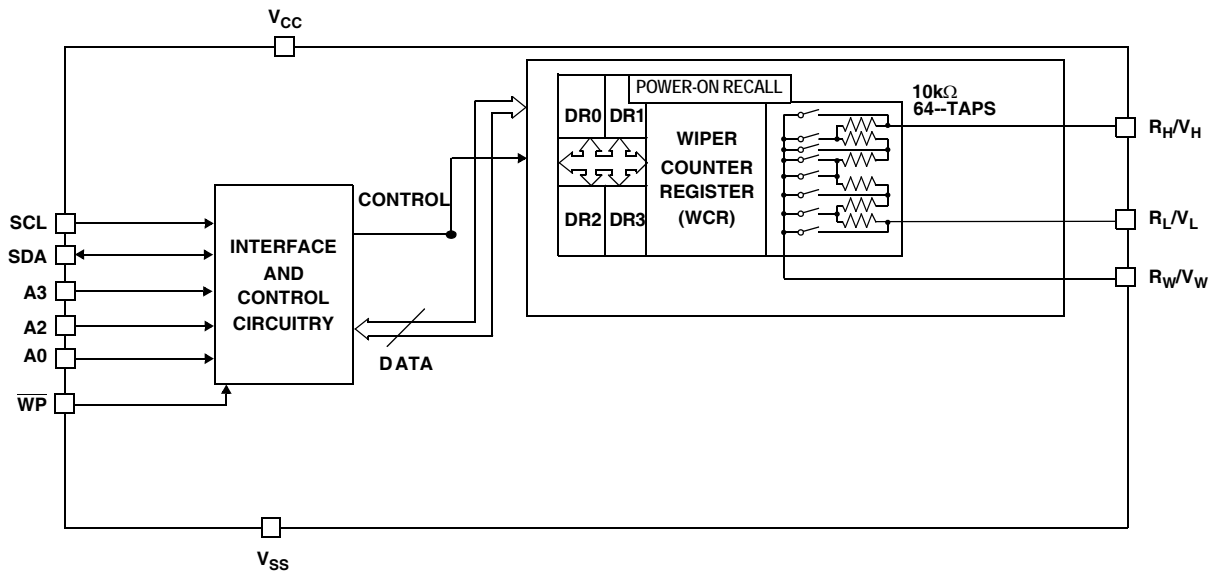 VCC
POWER-ON RECALL
10kΩ
64--TAPS
DR0 DR1
WIPER
COUNTER
REGISTER
(WCR)
DR2 DR3
RH/VH
RL/VL
RW/VW
CONTROL
SCL
SDA
A3
A2
A0
WP
INTERFACE
AND
CONTROL
CIRCUITRY
DATA
VSS